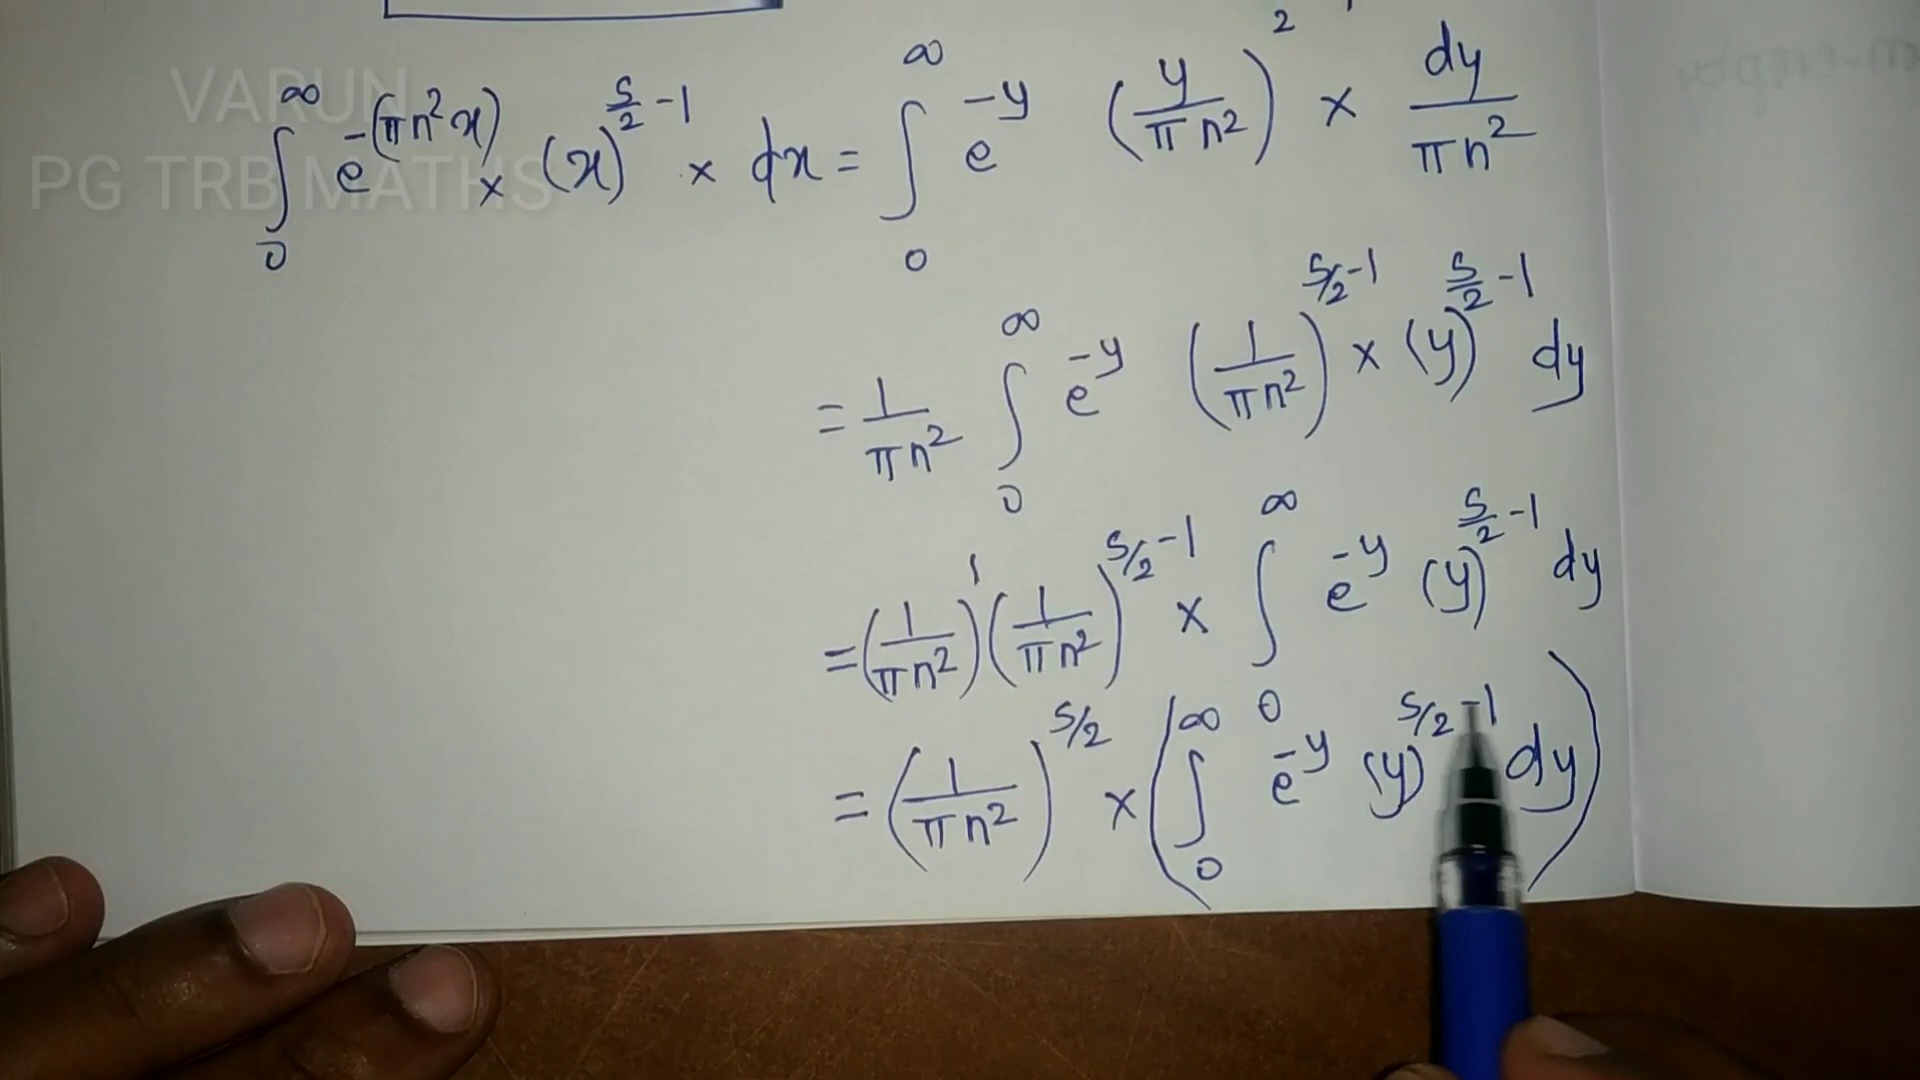 VARUN
PG TRB MATHS
∫₀^∞ e^{-(πn²x)} × (x)^{s/2 -1} × dx = ∫₀^∞ e^{-y} (y/πn²)^2 × dy/πn²
= 1/πn² ∫₀^∞ e^{-y} (1/πn²)^{s/2-1} × (y)^{s/2 -1} dy
= (1/πn²)^1 (1/πn²)^{s/2-1} × ∫₀^∞ e^{-y} (y)^{s/2 -1} dy
= (1/πn²)^{s/2} × (∫₀^∞ e^{-y} (y)^{s/2-1} dy)